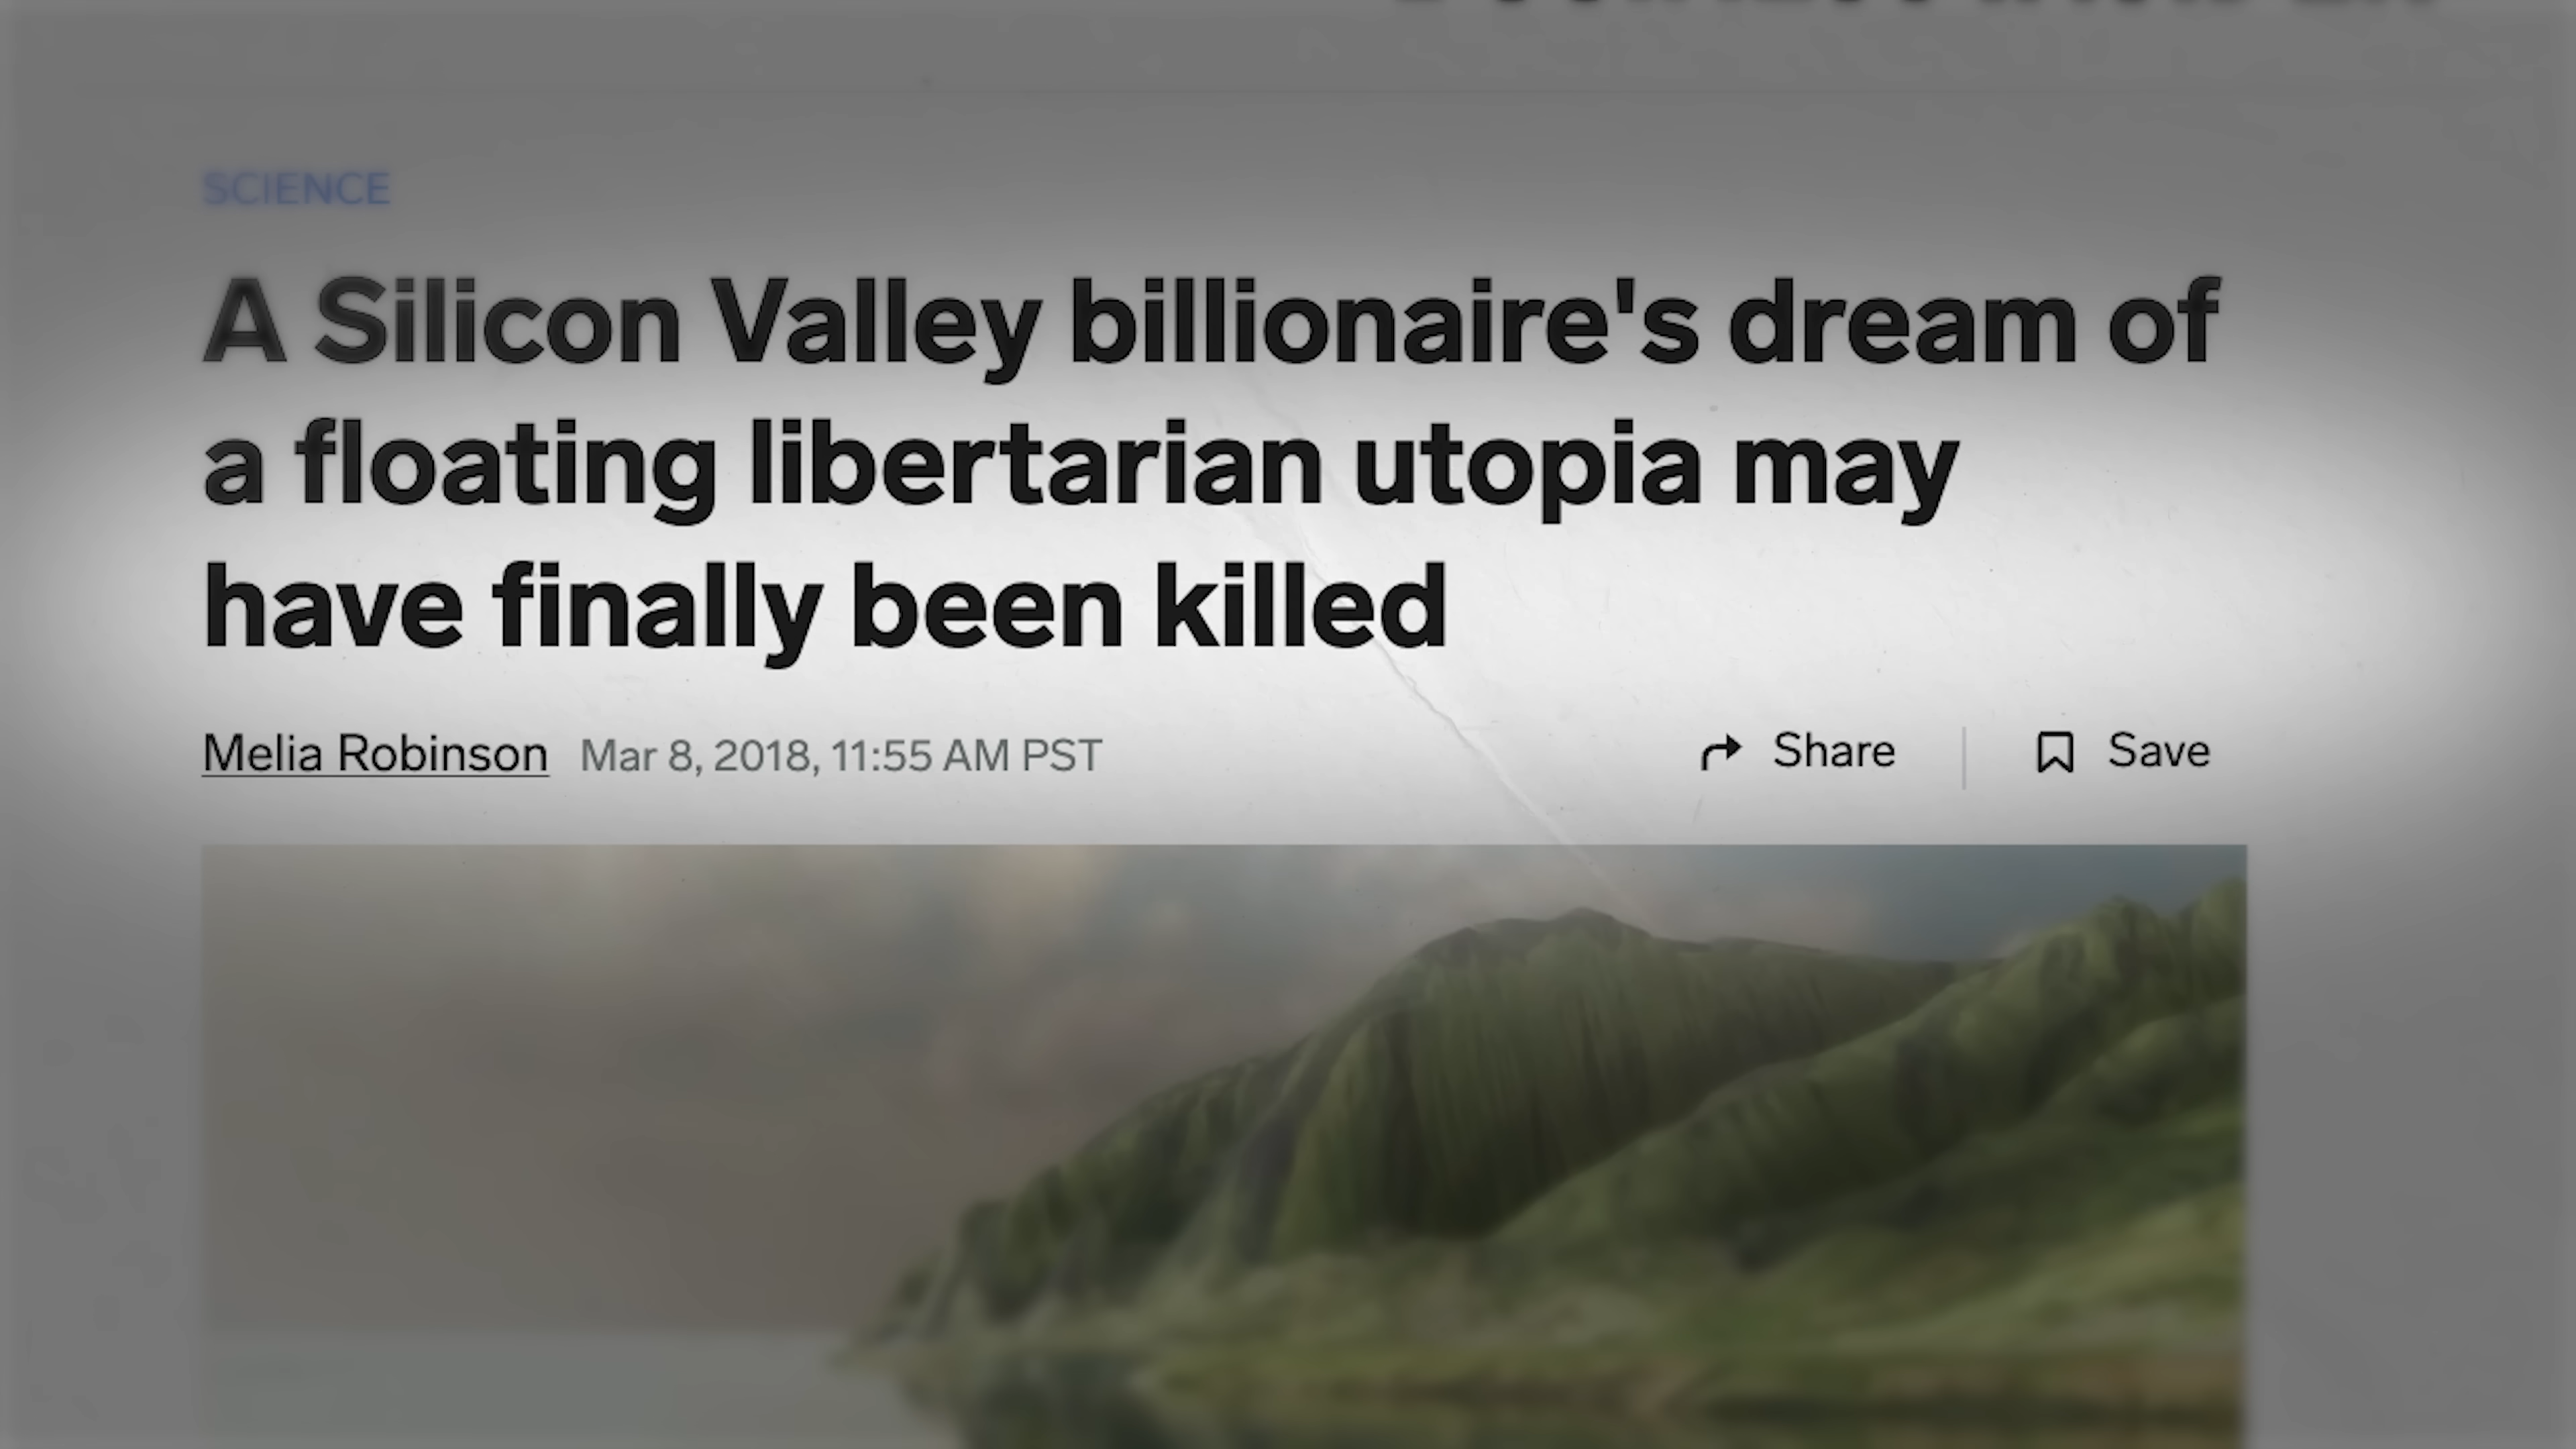 SCIENCE
A Silicon Valley billionaire's dream of
a floating libertarian utopia may
have finally been killed
Melia Robinson Mar 8, 2018, 11:55 AM PST
Share | Save